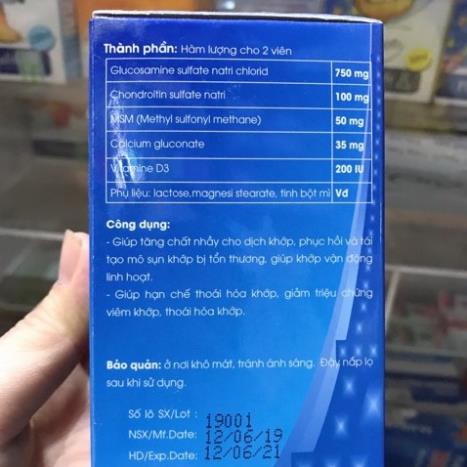 Thành phần: Hàm lượng cho 2 viên
Glucosamine sulfate natri chlorid 750 mg
Chondroitin sulfate natri 100 mg
MSM (Methyl sulfonyl methane) 50 mg
Calcium gluconate 35 mg
Vitamine D3 200 IU
Phụ liệu: lactose,magnesi stearate, tinh bột mì Vđ
Công dụng:
- Giúp tăng chất nhầy cho dịch khớp, phục hồi và tái
tạo mô sụn khớp bị tổn thương, giúp khớp vận động
linh hoạt.
- Giúp hạn chế thoái hóa khớp, giảm triệu chứng
viêm khớp, thoái hóa khớp.
Bảo quản: ở nơi khô mát, tránh ánh sáng. Đậy nắp lọ
sau khi sử dụng.
Số lô SX/Lot : 19001
NSX/Mf.Date: 12/06/19
HD/Exp.Date: 12/06/21